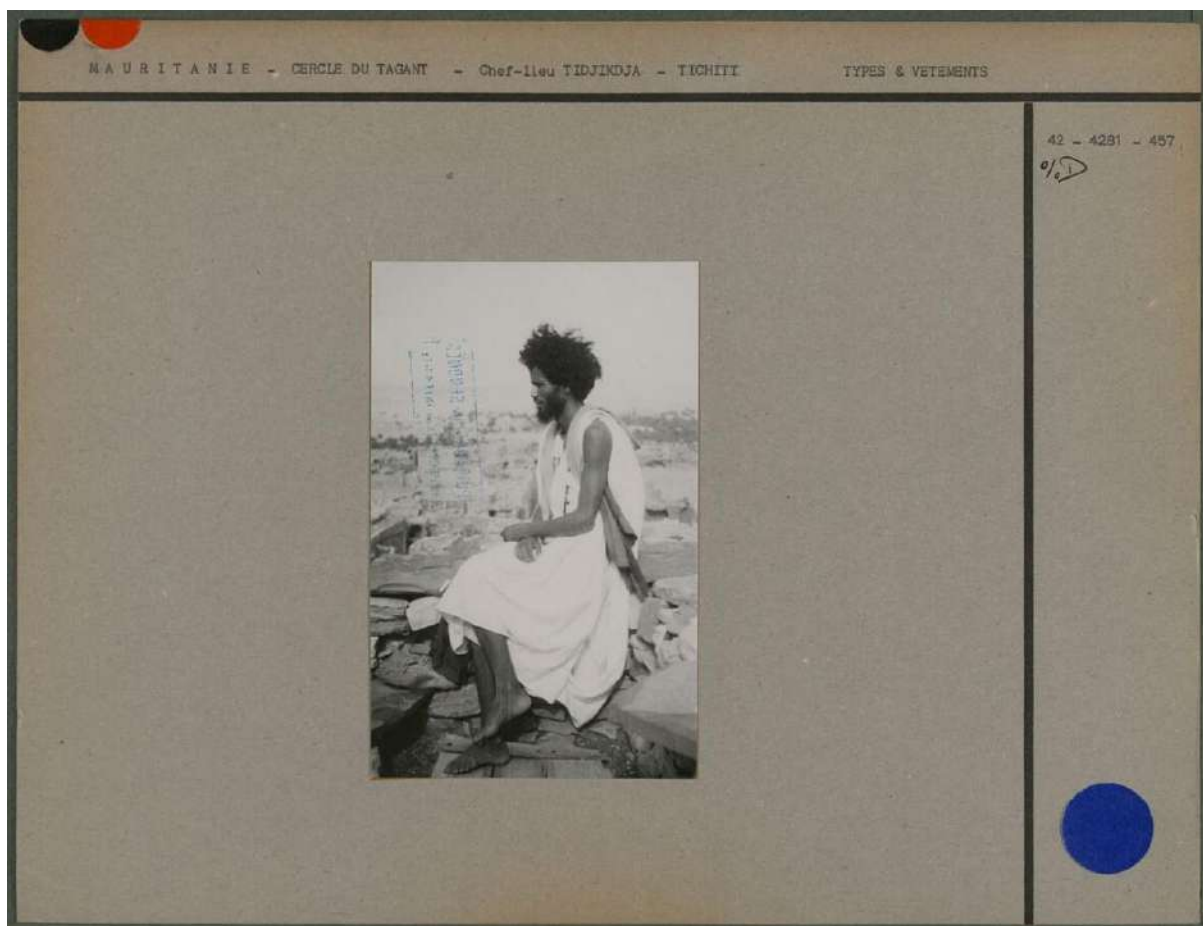 MAURITANIE - CERCLE DU TAGANT - Chef-lieu TIDJIKDJA - TICHITT TYPES & VETEMENTS
42 - 4281 - 457